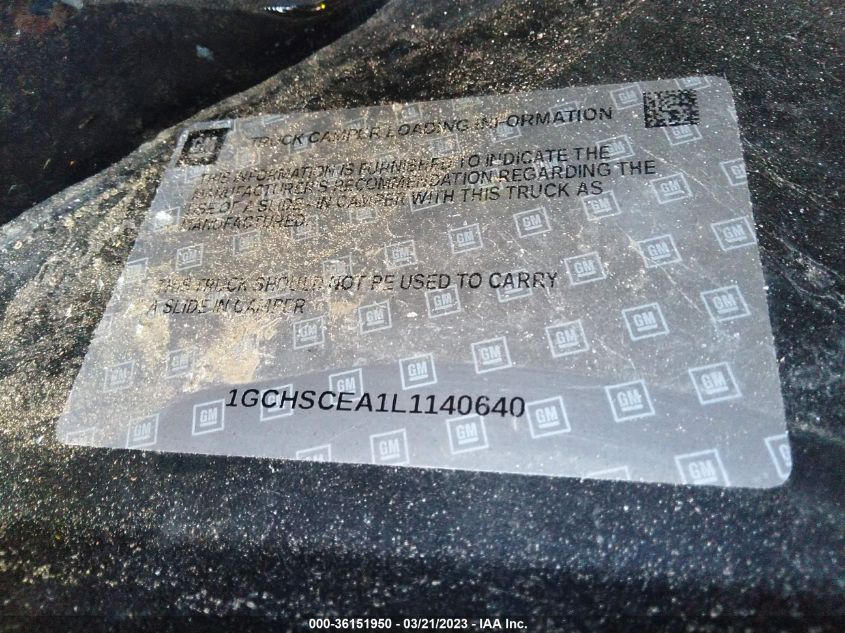 GM
TRUCK CAMPER LOADING INFORMATION
THIS INFORMATION IS FURNISHED TO INDICATE THE
MANUFACTURER'S RECOMMENDATION REGARDING THE
USE OF A SLIDE-IN CAMPER WITH THIS TRUCK AS
MANUFACTURED.
THIS TRUCK SHOULD NOT BE USED TO CARRY
A SLIDE IN CAMPER
1GCHSCEA1L1140640
000-36151950 / 03/21/2023 - IAA Inc.